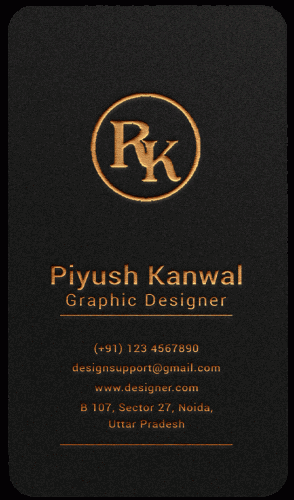 RK
Piyush Kanwal
Graphic Designer
(+91) 123 4567890
designsupport@gmail.com
www.designer.com
B 107, Sector 27, Noida,
Uttar Pradesh